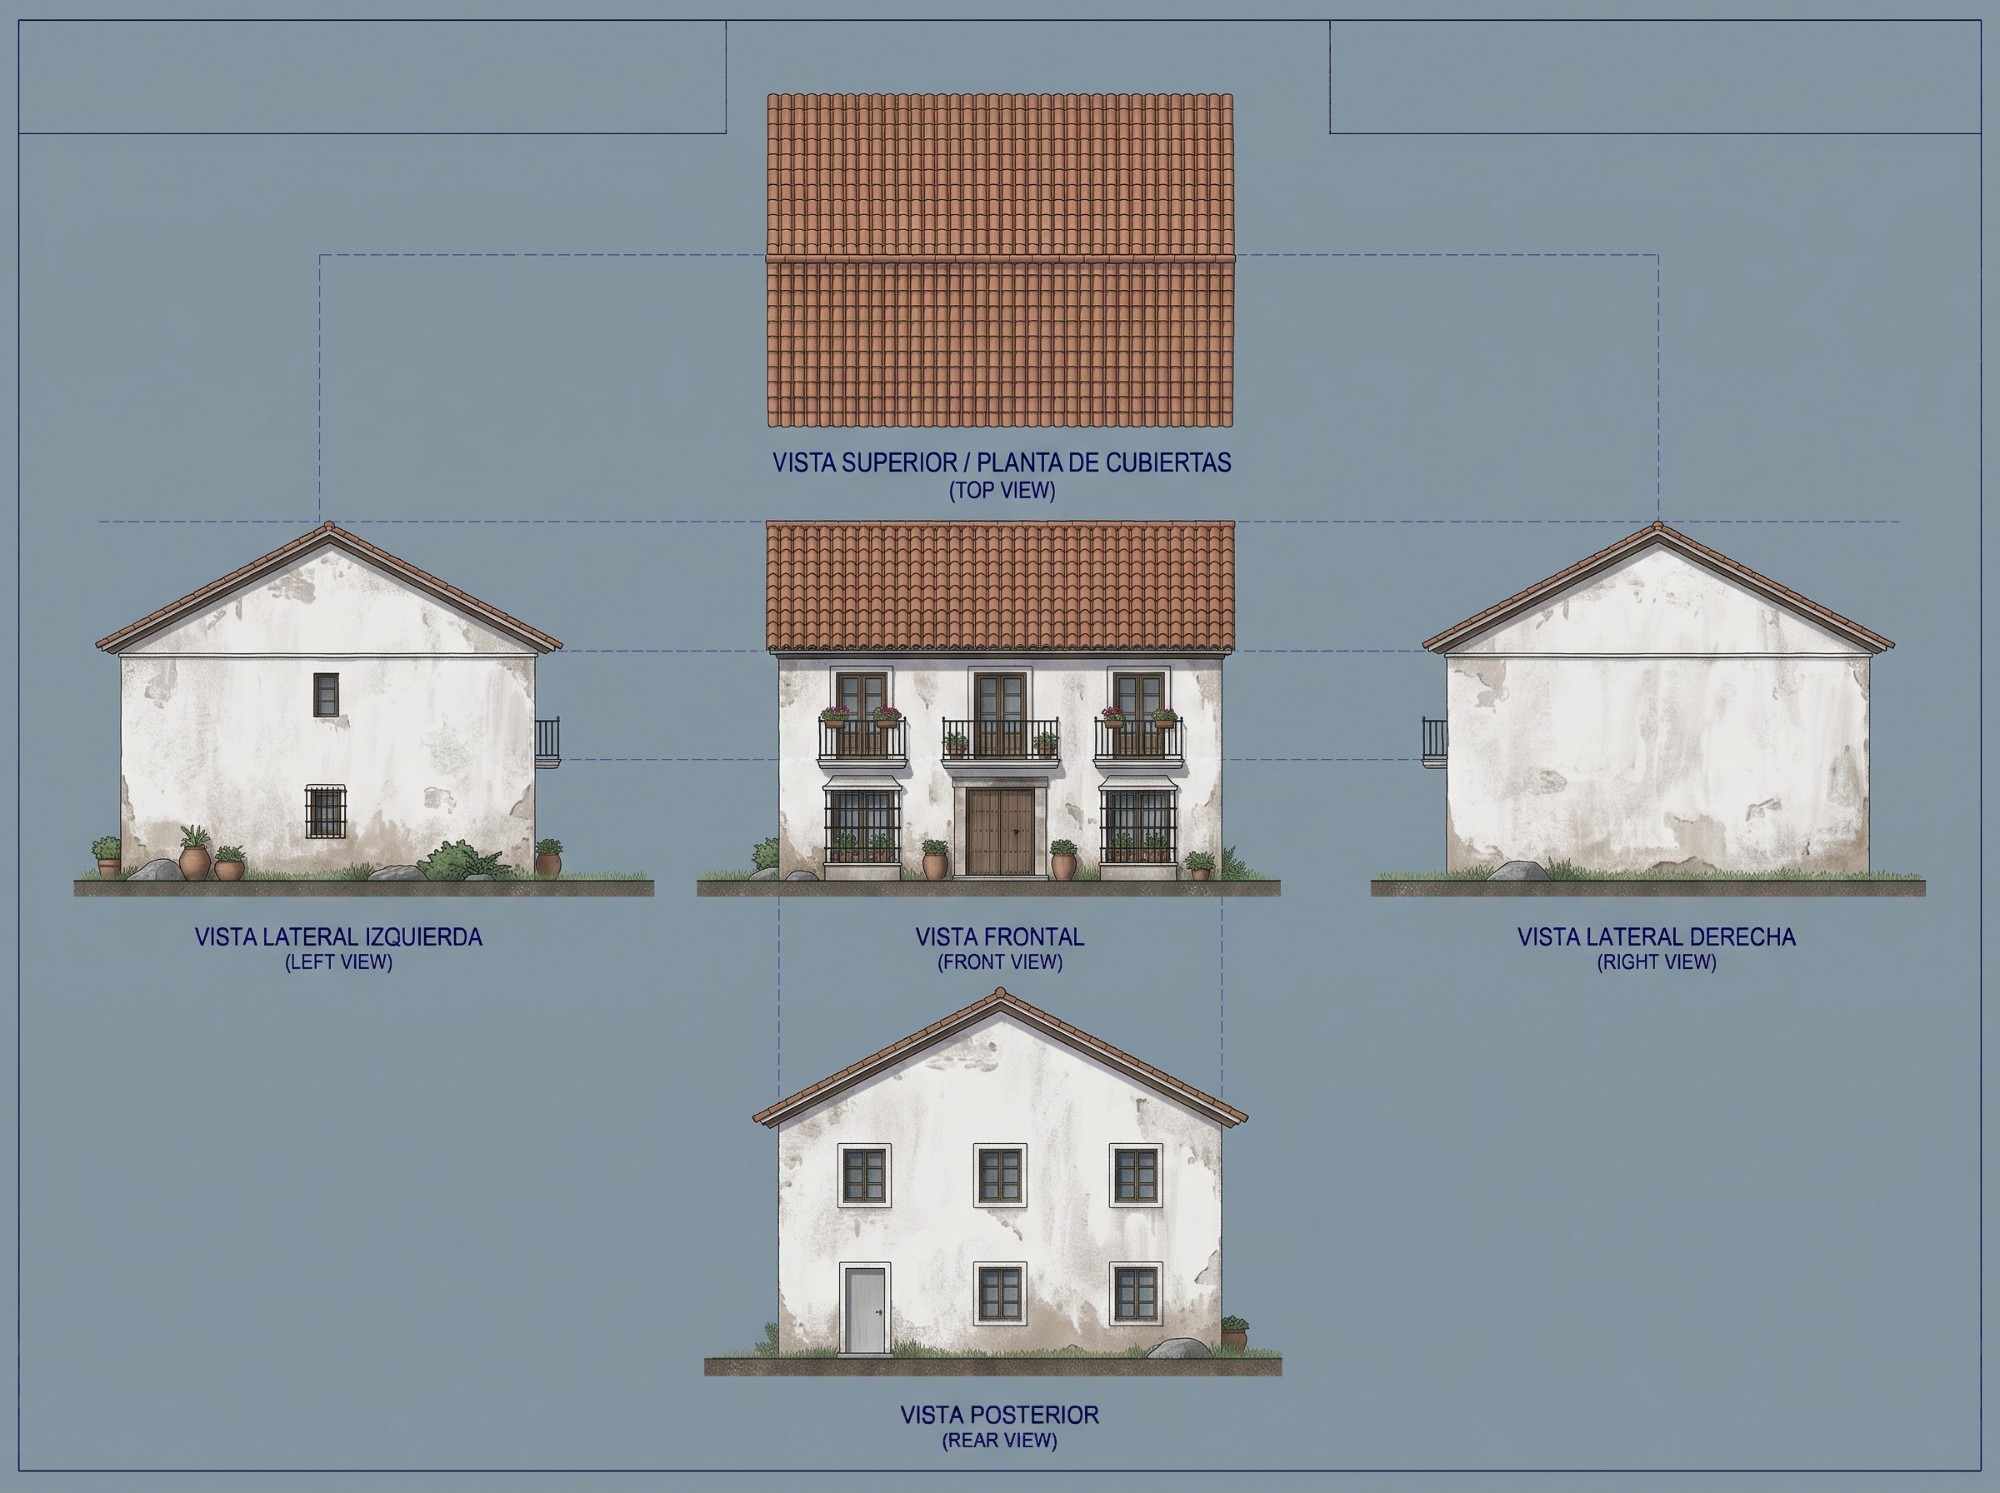 VISTA SUPERIOR / PLANTA DE CUBIERTAS
(TOP VIEW)
VISTA LATERAL IZQUIERDA
(LEFT VIEW)
VISTA FRONTAL
(FRONT VIEW)
VISTA LATERAL DERECHA
(RIGHT VIEW)
VISTA POSTERIOR
(REAR VIEW)